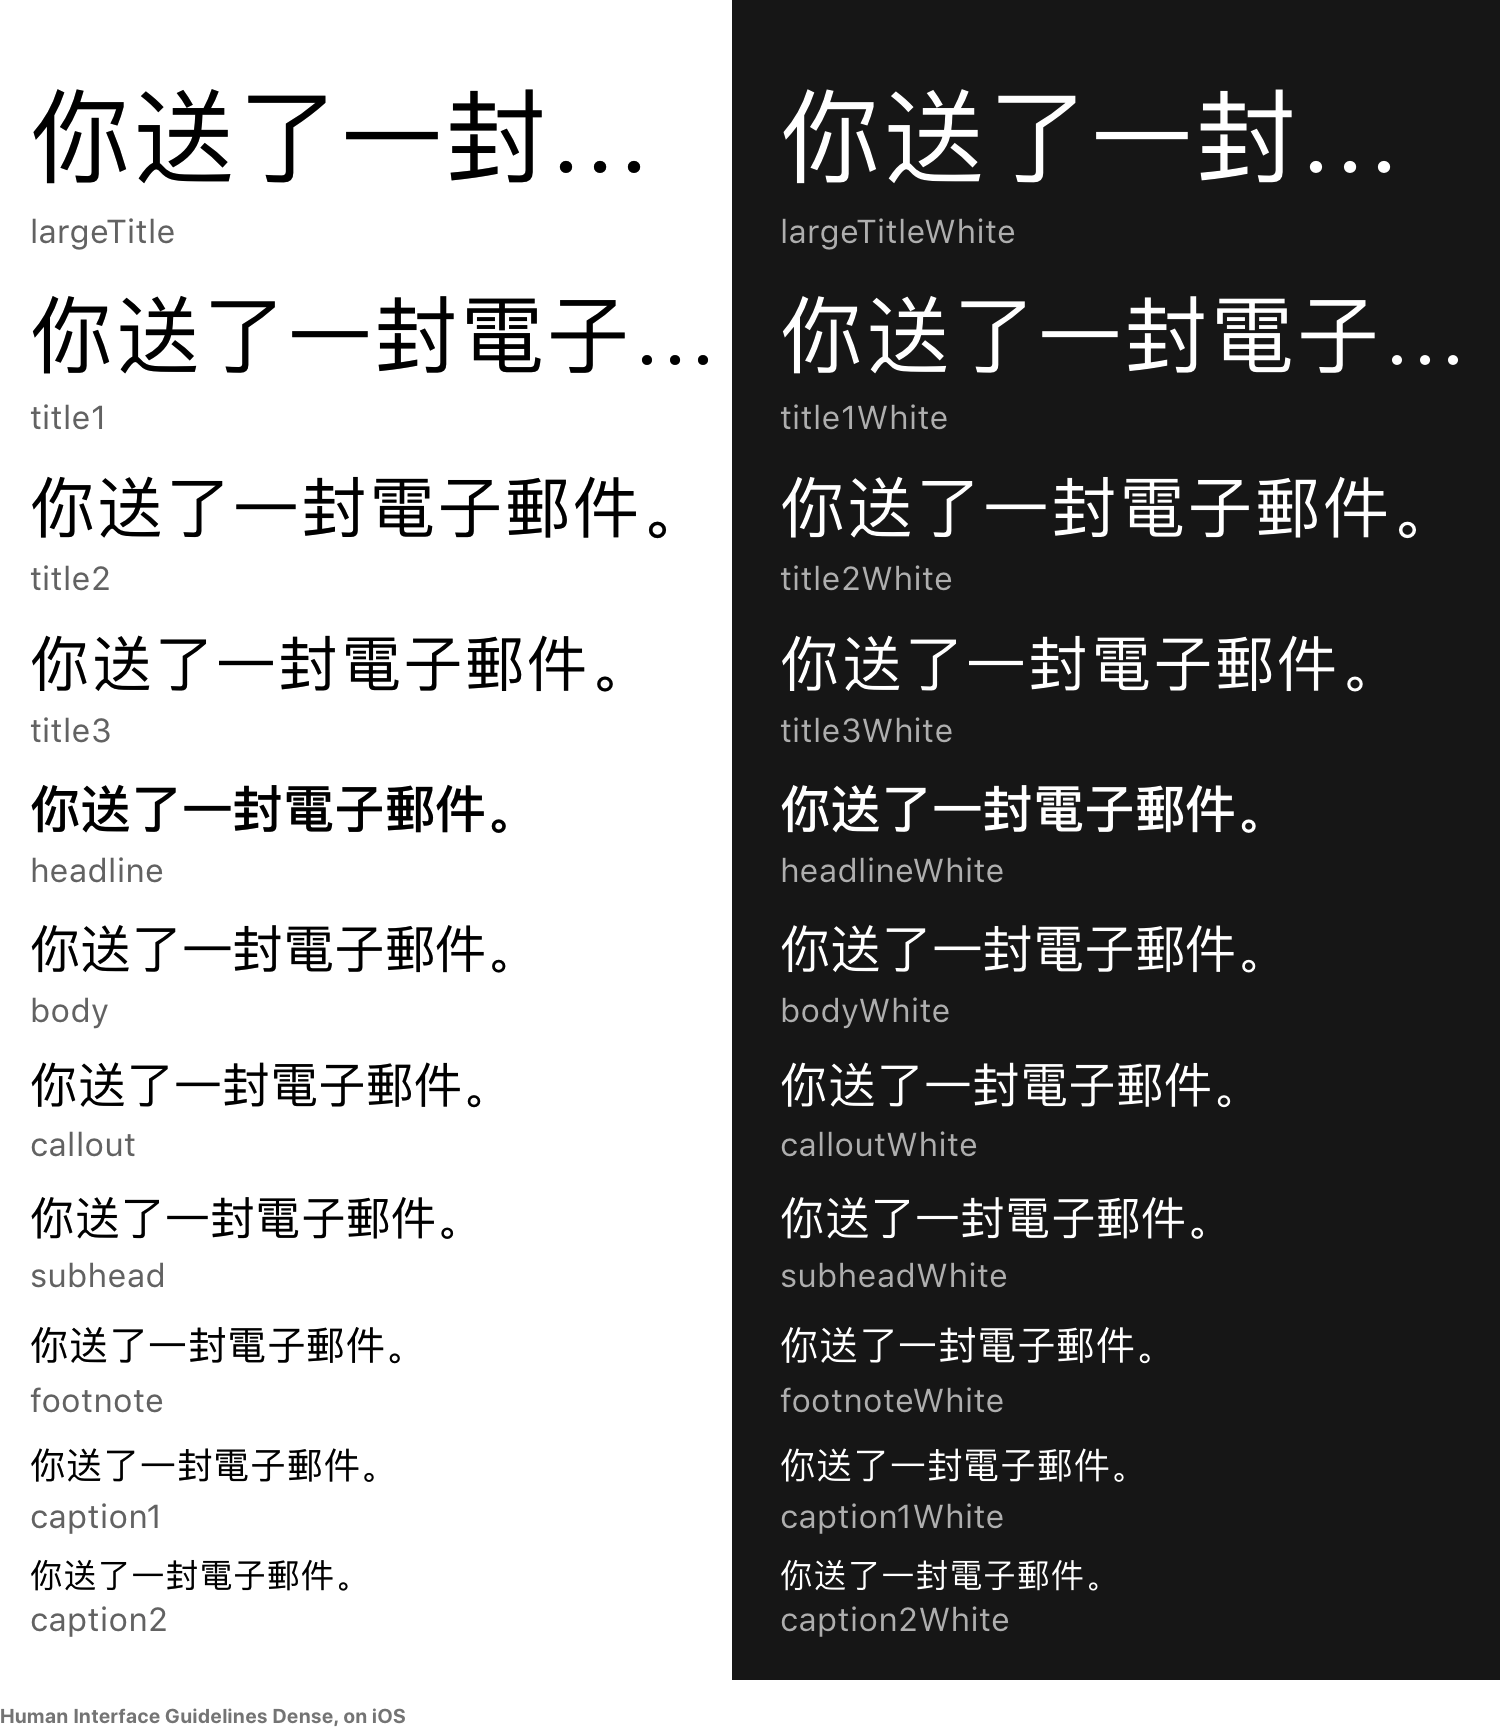 你送了一封...
largeTitle
你送了一封電子...
title1
你送了一封電子郵件。
title2
你送了一封電子郵件。
title3
你送了一封電子郵件。
headline
你送了一封電子郵件。
body
你送了一封電子郵件。
callout
你送了一封電子郵件。
subhead
你送了一封電子郵件。
footnote
你送了一封電子郵件。
caption1
你送了一封電子郵件。
caption2
你送了一封...
largeTitleWhite
你送了一封電子...
title1White
你送了一封電子郵件。
title2White
你送了一封電子郵件。
title3White
你送了一封電子郵件。
headlineWhite
你送了一封電子郵件。
bodyWhite
你送了一封電子郵件。
calloutWhite
你送了一封電子郵件。
subheadWhite
你送了一封電子郵件。
footnoteWhite
你送了一封電子郵件。
caption1White
你送了一封電子郵件。
caption2White
Human Interface Guidelines Dense, on iOS